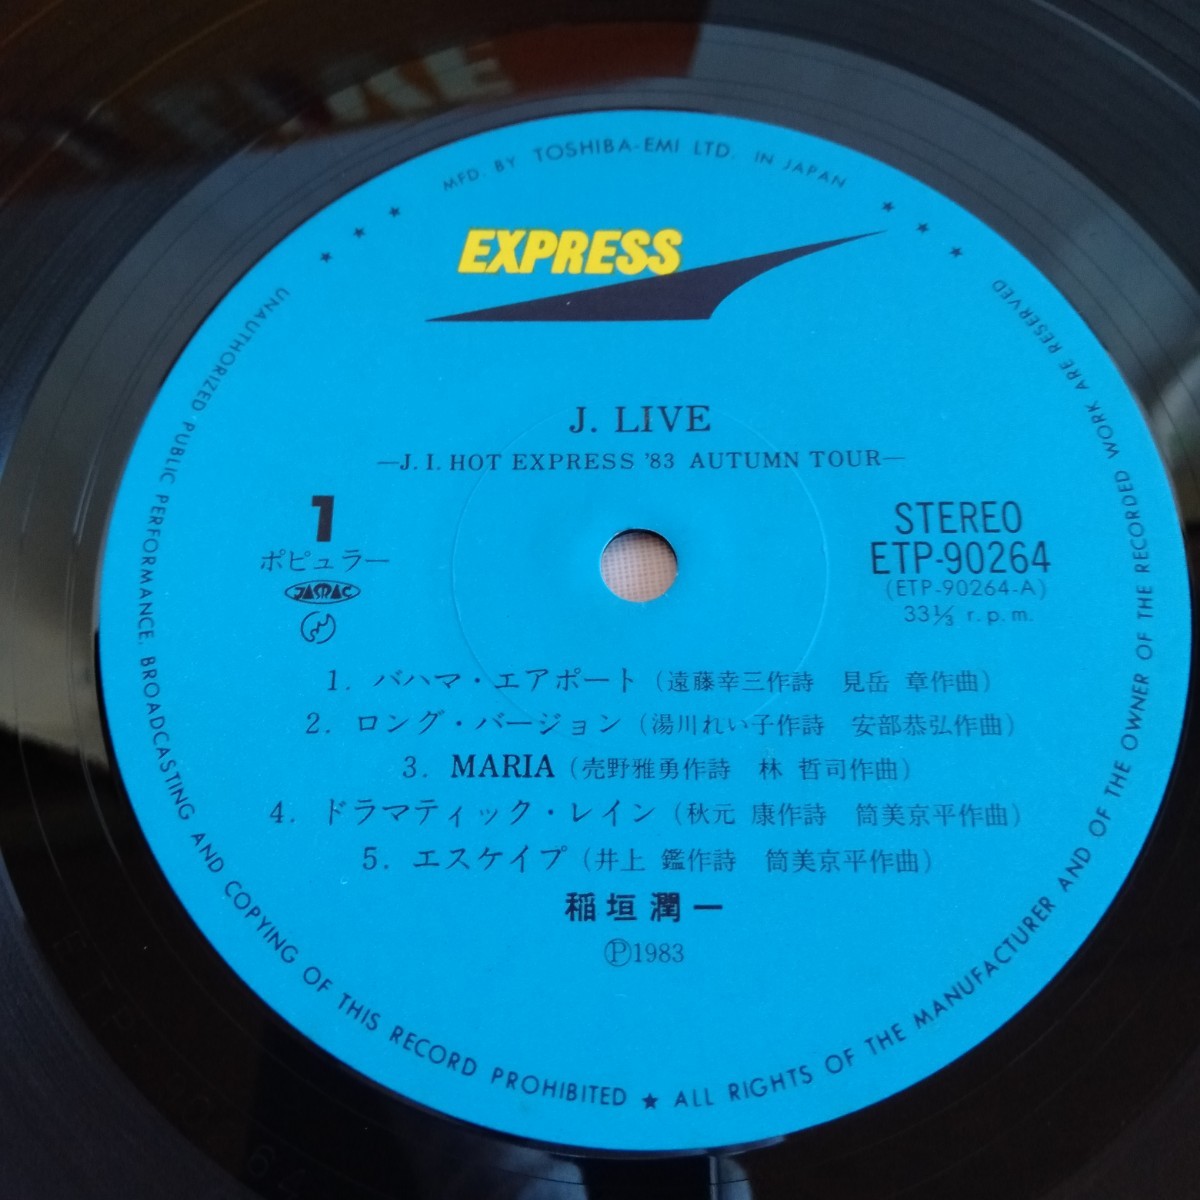 MFD. BY TOSHIBA-EMI LTD. IN JAPAN
EXPRESS
J. LIVE
—J. I. HOT EXPRESS '83 AUTUMN TOUR—
1
ポピュラー
JASRAC
STEREO
ETP-90264
(ETP-90264-A)
33⅓ r.p.m.
1. バハマ・エアポート (遠藤幸三作詩 見岳 章作曲)
2. ロング・バージョン (湯川れい子作詩 安部恭弘作曲)
3. MARIA (売野雅勇作詩 林 哲司作曲)
4. ドラマティック・レイン (秋元 康作詩 筒美京平作曲)
5. エスケイプ (井上 鑑作詩 筒美京平作曲)
稲垣潤一
Ⓟ1983
UNAUTHORIZED PUBLIC PERFORMANCE, BROADCASTING AND COPYING OF THIS RECORD PROHIBITED ★ ALL RIGHTS OF THE MANUFACTURER AND OF THE OWNER OF THE RECORDED WORK ARE RESERVED